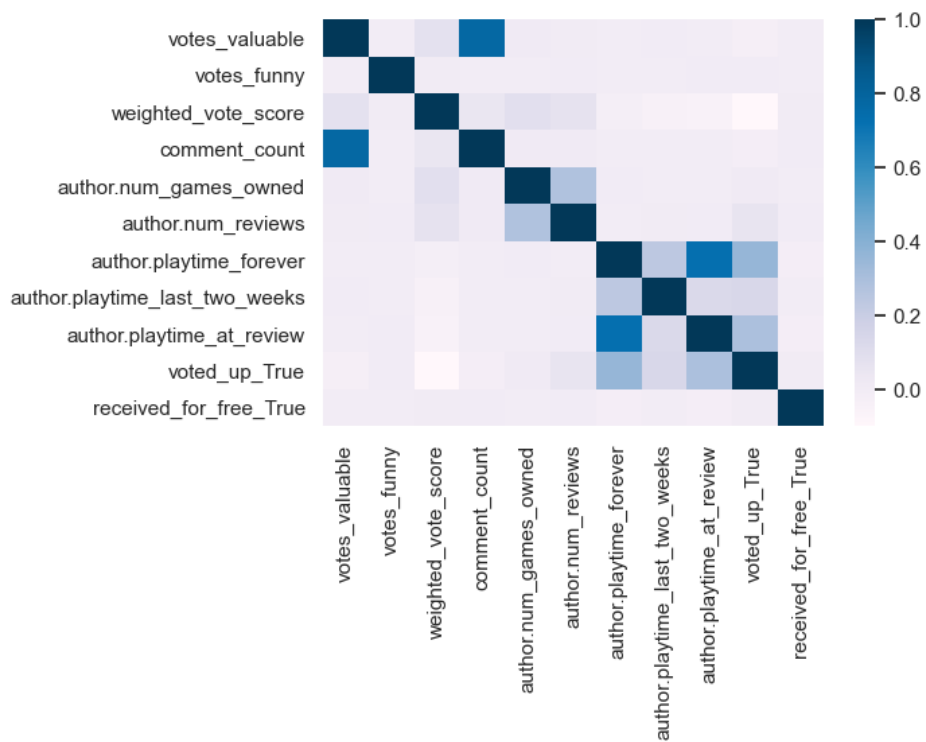 votes_valuable
votes_funny
weighted_vote_score
comment_count
author.num_games_owned
author.num_reviews
author.playtime_forever
author.playtime_last_two_weeks
author.playtime_at_review
voted_up_True
received_for_free_True
votes_valuable
votes_funny
weighted_vote_score
comment_count
author.num_games_owned
author.num_reviews
author.playtime_forever
author.playtime_last_two_weeks
author.playtime_at_review
voted_up_True
received_for_free_True
1.0
0.8
0.6
0.4
0.2
0.0